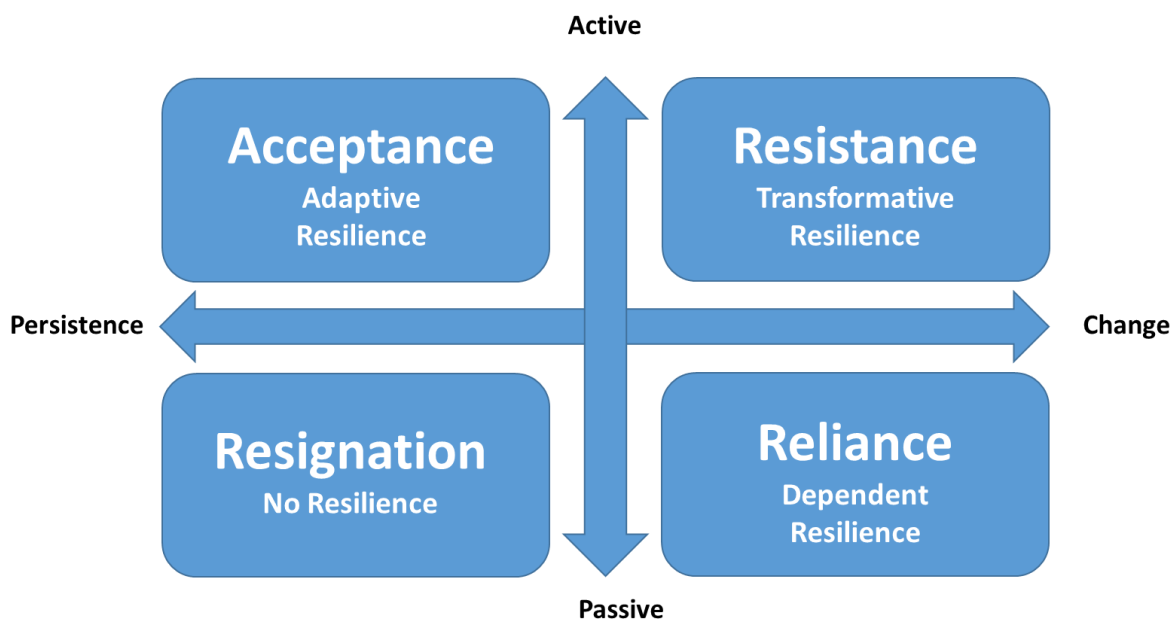 Active
Acceptance
Adaptive
Resilience
Resistance
Transformative
Resilience
Persistence
Change
Resignation
No Resilience
Reliance
Dependent
Resilience
Passive